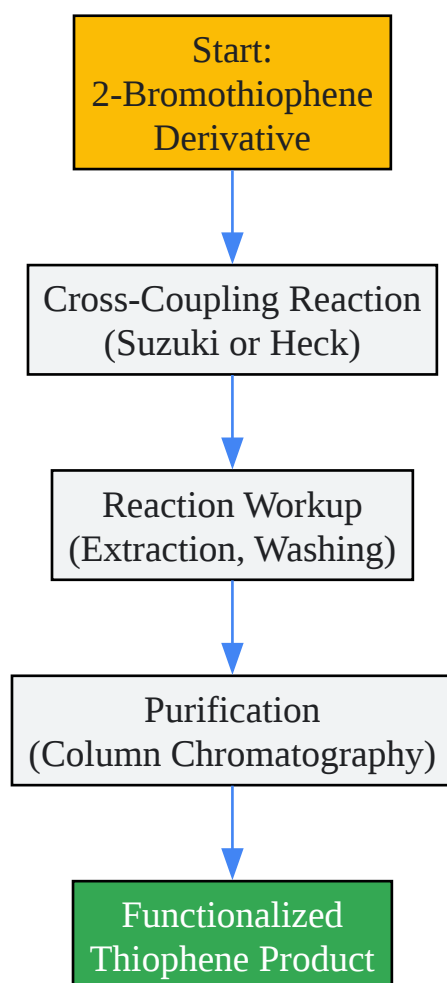 Start:
2-Bromothiophene
Derivative
Cross-Coupling Reaction
(Suzuki or Heck)
Reaction Workup
(Extraction, Washing)
Purification
(Column Chromatography)
Functionalized
Thiophene Product